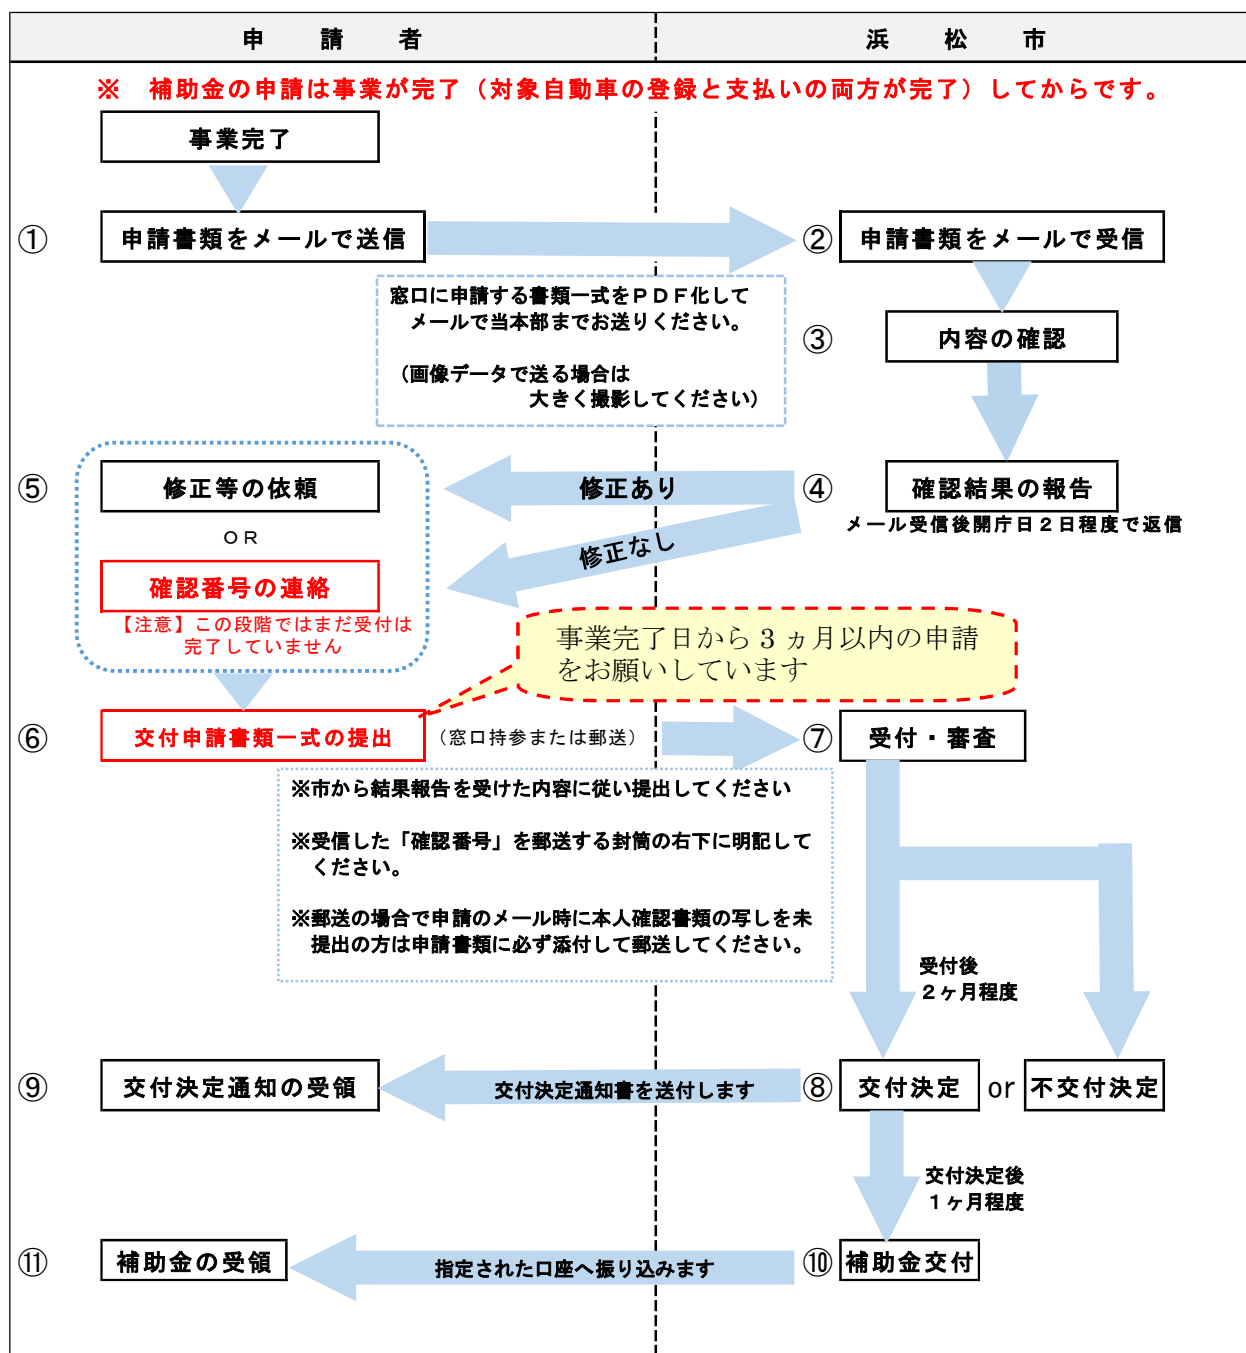 申請者
浜松市
※　補助金の申請は事業が完了（対象自動車の登録と支払いの両方が完了）してからです。
事業完了
①
申請書類をメールで送信
②
申請書類をメールで受信
窓口に申請する書類一式をＰＤＦ化して
メールで当本部までお送りください。
（画像データで送る場合は
大きく撮影してください）
③
内容の確認
⑤
修正等の依頼
修正あり
④
確認結果の報告
メール受信後開庁日２日程度で返信
ＯＲ
修正なし
確認番号の連絡
【注意】この段階ではまだ受付は
完了していません
事業完了日から３ヵ月以内の申請
をお願いしています
⑥
交付申請書類一式の提出
（窓口持参または郵送）
⑦
受付・審査
※市から結果報告を受けた内容に従い提出してください
※受信した「確認番号」を郵送する封筒の右下に明記して
ください。
※郵送の場合で申請のメール時に本人確認書類の写しを未
提出の方は申請書類に必ず添付して郵送してください。
受付後
２ヶ月程度
⑨
交付決定通知の受領
交付決定通知書を送付します
⑧
交付決定
or
不交付決定
交付決定後
１ヶ月程度
⑪
補助金の受領
指定された口座へ振り込みます
⑩
補助金交付